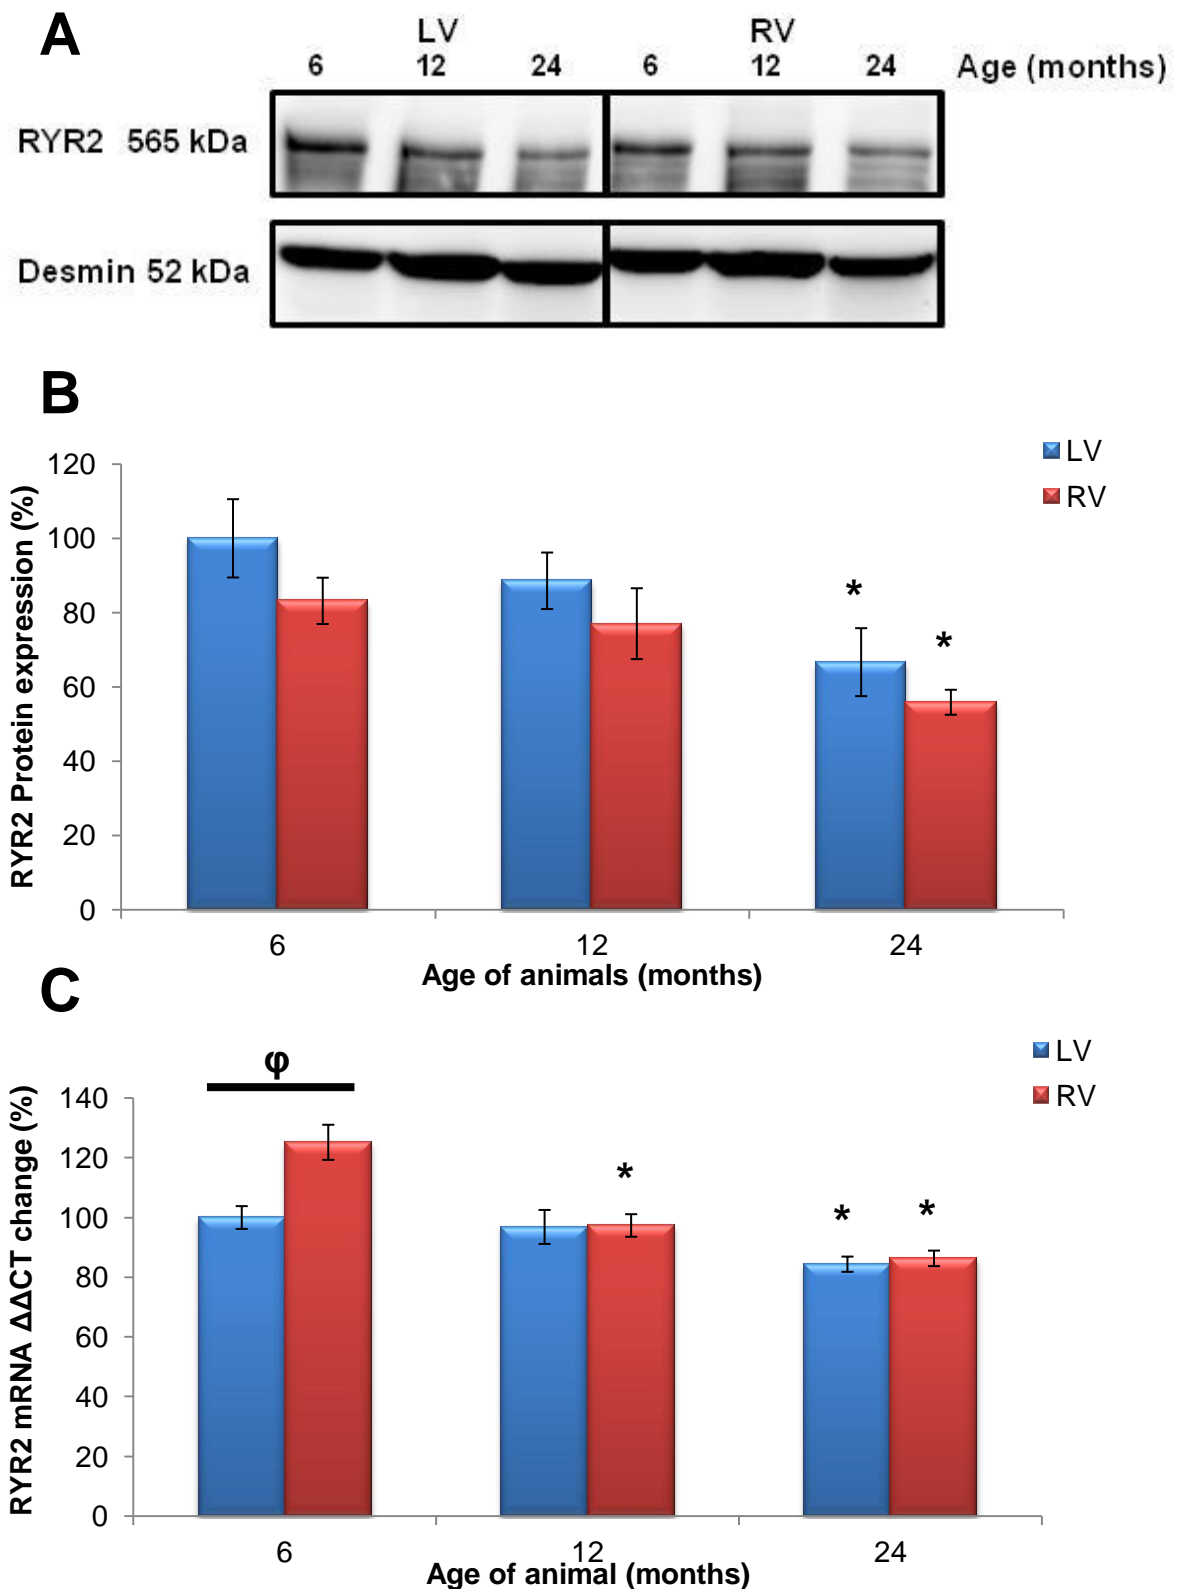 A
LV RV
6 12 24 6 12 24 Age (months)
RYR2 565 kDa
Desmin 52 kDa
B
LV
RV
120
100
80
60
40
20
0
RYR2 Protein expression (%)
* *
6 12 24
Age of animals (months)
C
LV
RV
φ
140
120
100
80
60
40
20
0
RYR2 mRNA ΔΔCT change (%)
* * *
6 12 24
Age of animal (months)